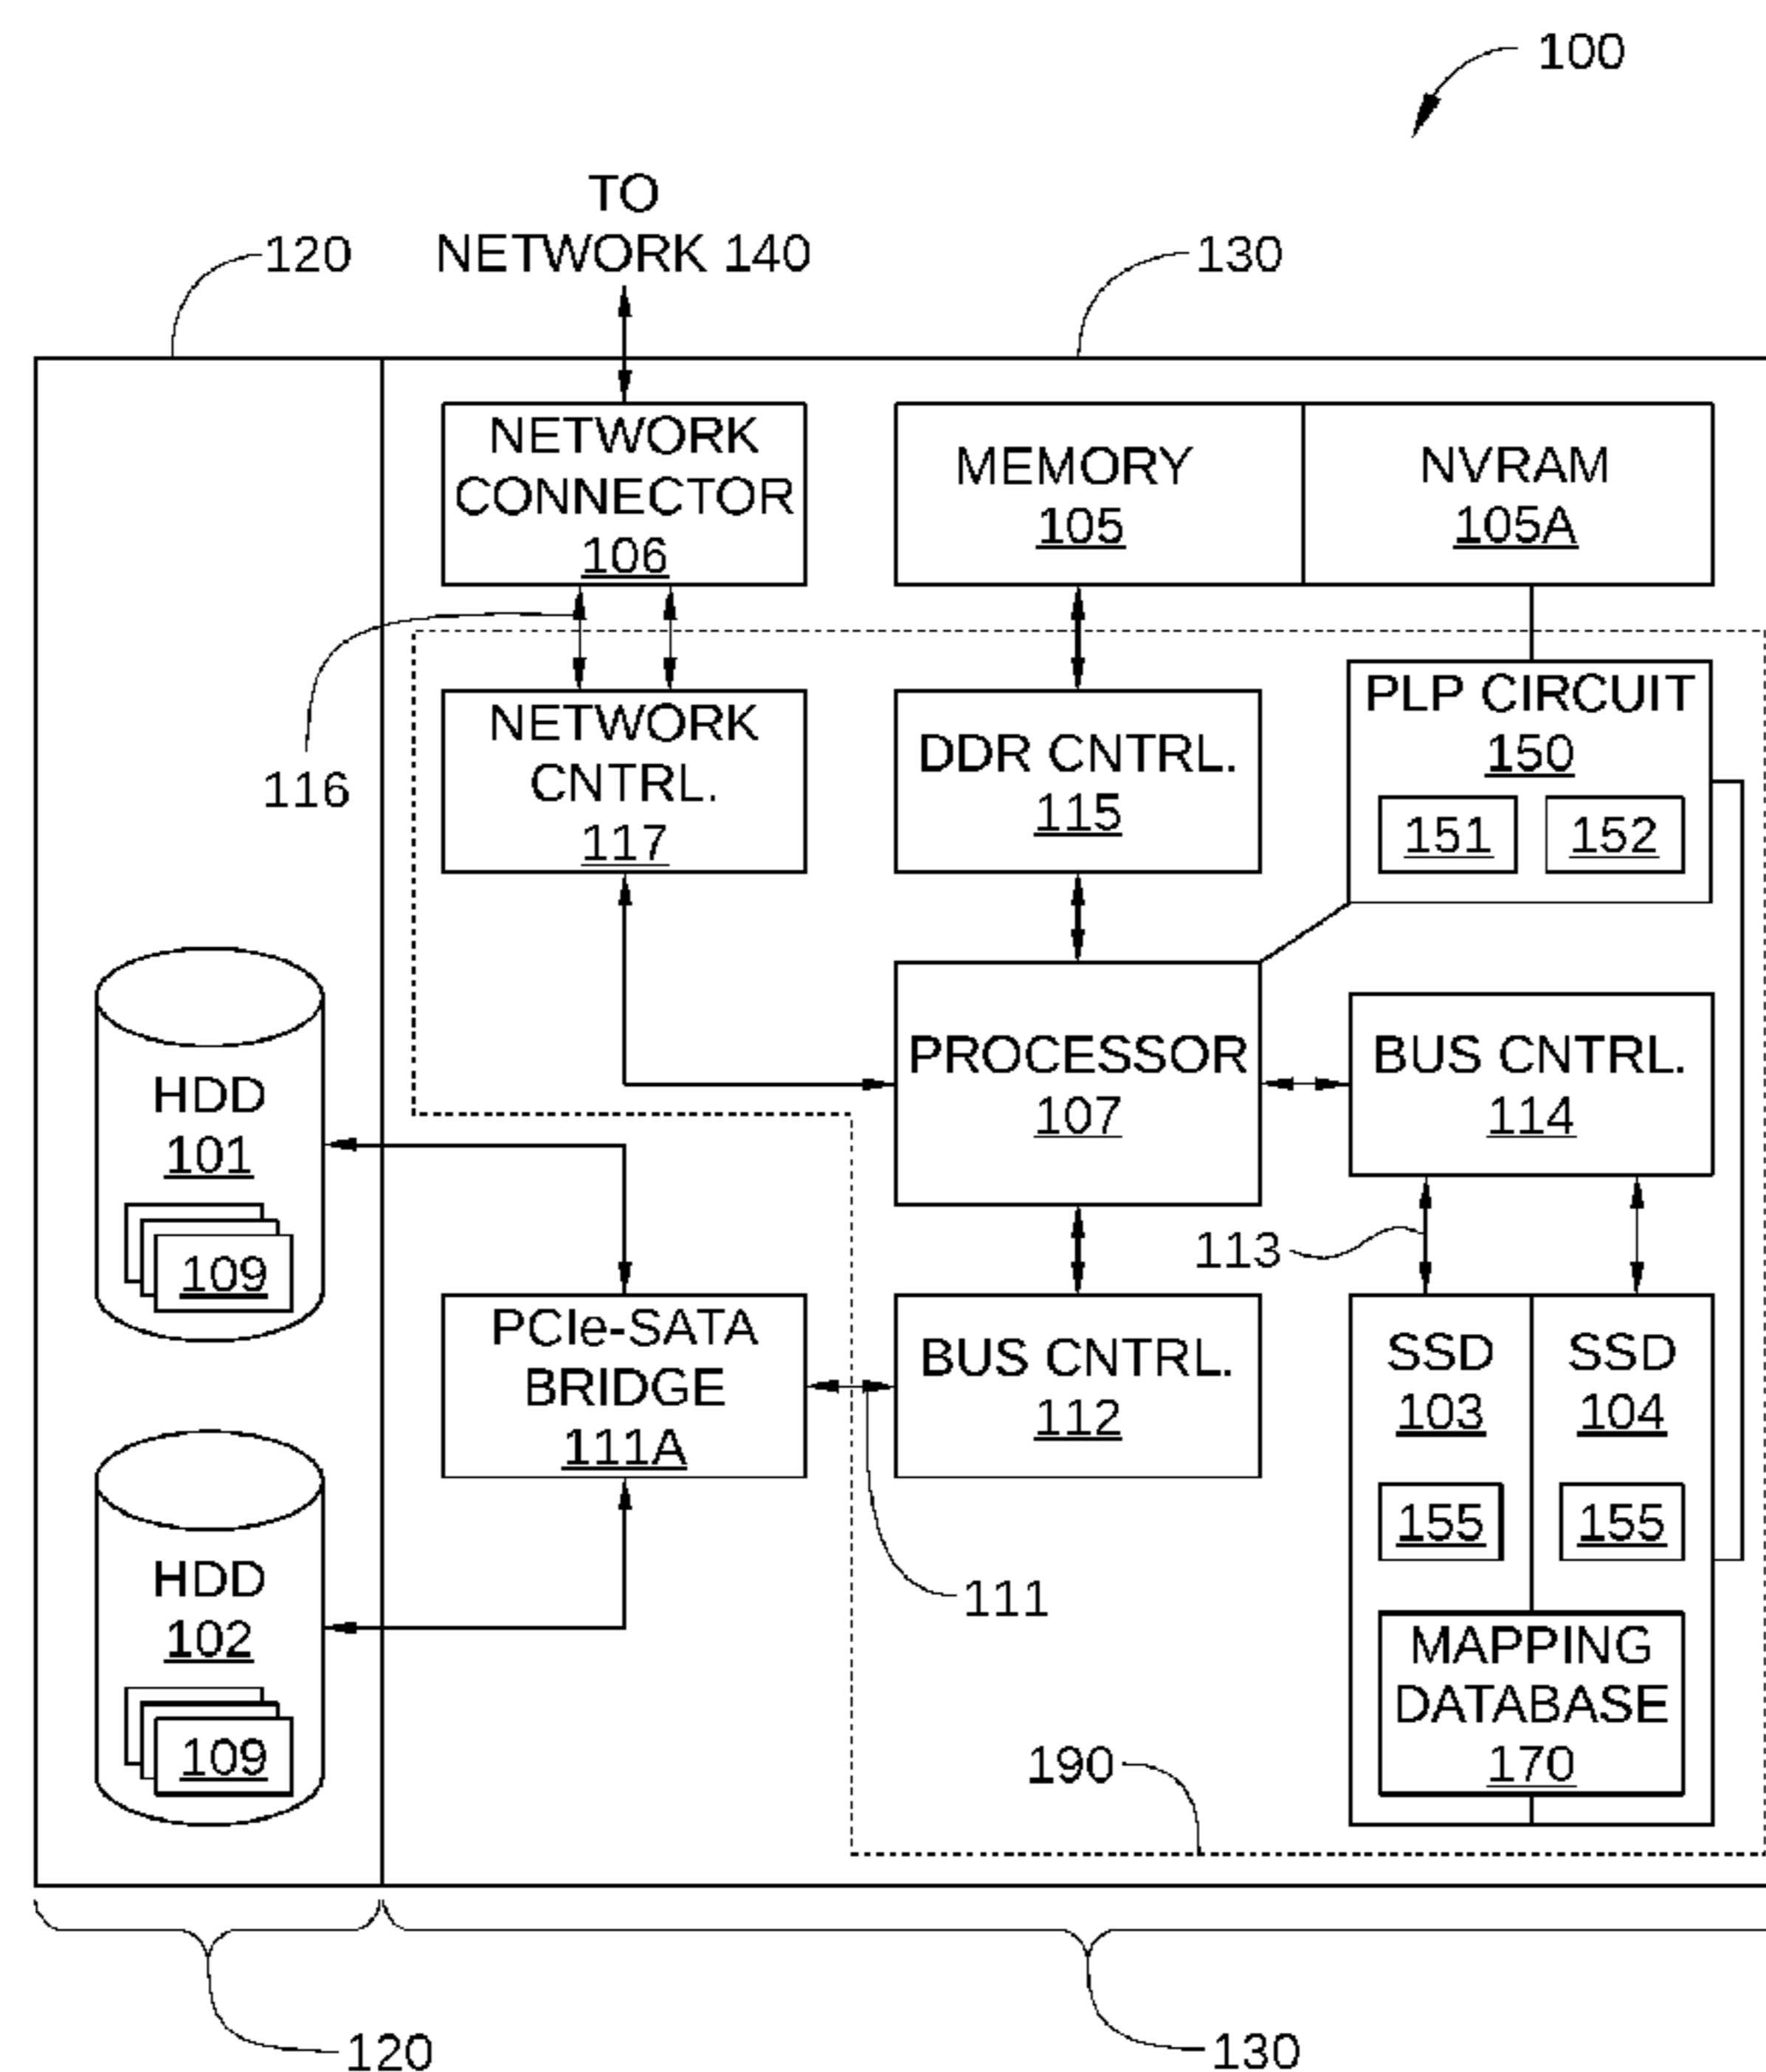 100
TO
NETWORK 140
120
130
NETWORK
CONNECTOR
106
MEMORY
105
NVRAM
105A
116
NETWORK
CNTRL.
117
DDR CNTRL.
115
PLP CIRCUIT
150
151
152
HDD
101
109
PROCESSOR
107
BUS CNTRL.
114
113
PCIe-SATA
BRIDGE
111A
BUS CNTRL.
112
SSD
103
SSD
104
155
155
111
HDD
102
109
MAPPING
DATABASE
170
190
120
130